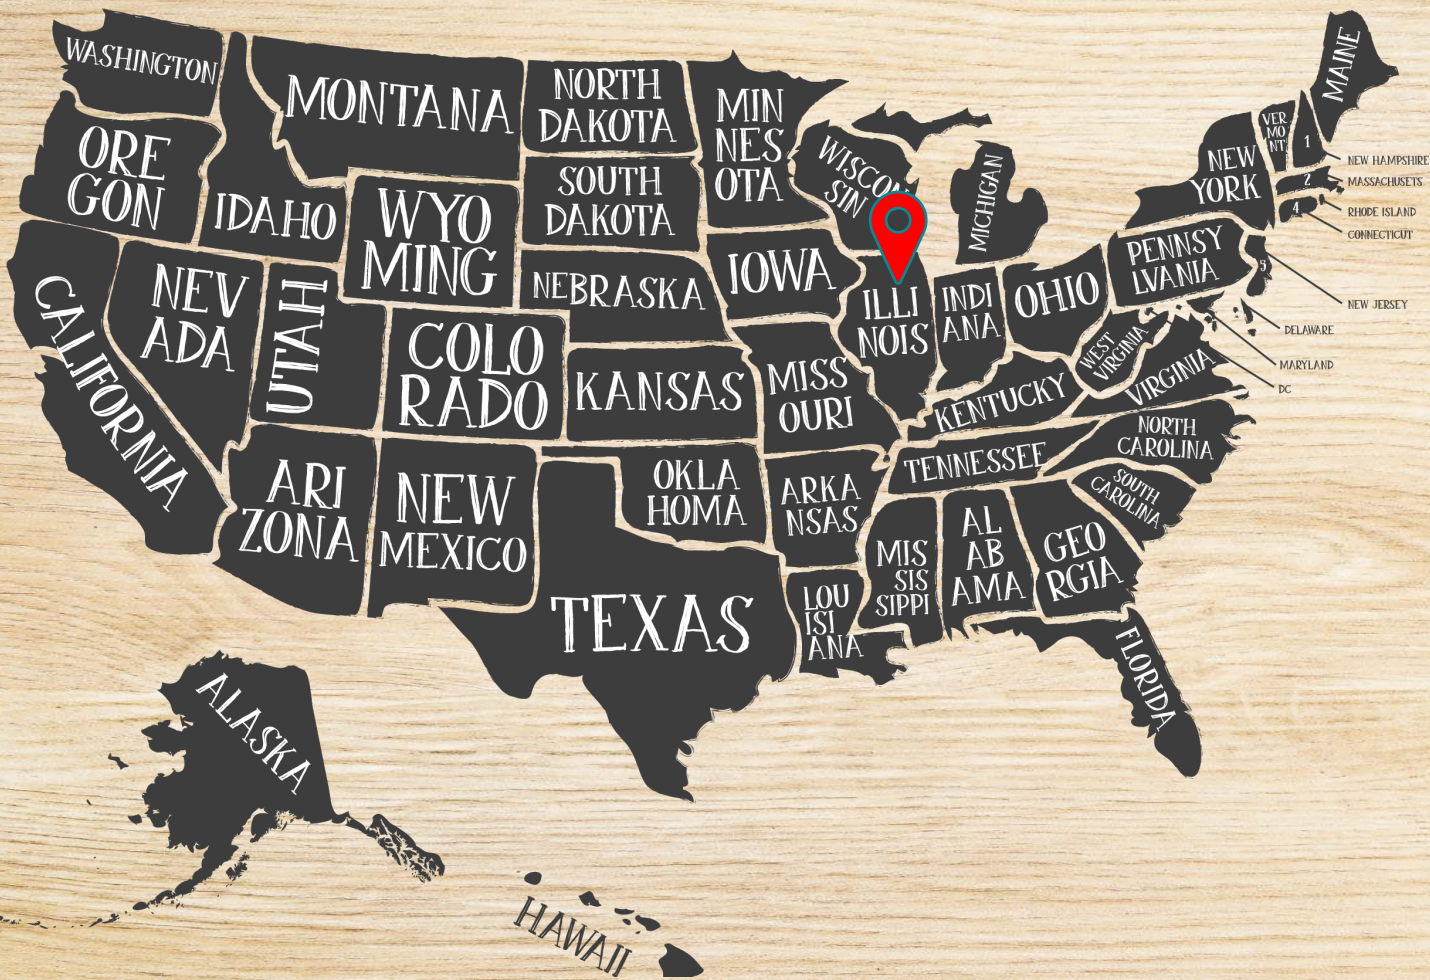 WASHINGTON
ORE
GON
CALIFORNIA
NEV
ADA
IDAHO
MONTANA
WYO
MING
UTAH
COLO
RADO
ARI
ZONA
NEW
MEXICO
NORTH
DAKOTA
SOUTH
DAKOTA
NEBRASKA
KANSAS
OKLA
HOMA
TEXAS
MIN
NES
OTA
IOWA
MISS
OURI
ARKA
NSAS
LOU
ISI
ANA
WISCON
SIN
ILLI
NOIS
MICHIGAN
INDI
ANA
OHIO
KENTUCKY
TENNESSEE
MIS
SIS
SIPPI
AL
AB
AMA
GEO
RGIA
FLORIDA
SOUTH
CAROLINA
NORTH
CAROLINA
VIRGINIA
WEST
VIRGINIA
PENNSY
LVANIA
NEW
YORK
VER
MO
NT
1
2
4
5
MAINE
NEW HAMPSHIRE
MASSACHUSETS
RHODE ISLAND
CONNECTICUT
NEW JERSEY
DELAWARE
MARYLAND
DC
ALASKA
HAWAII